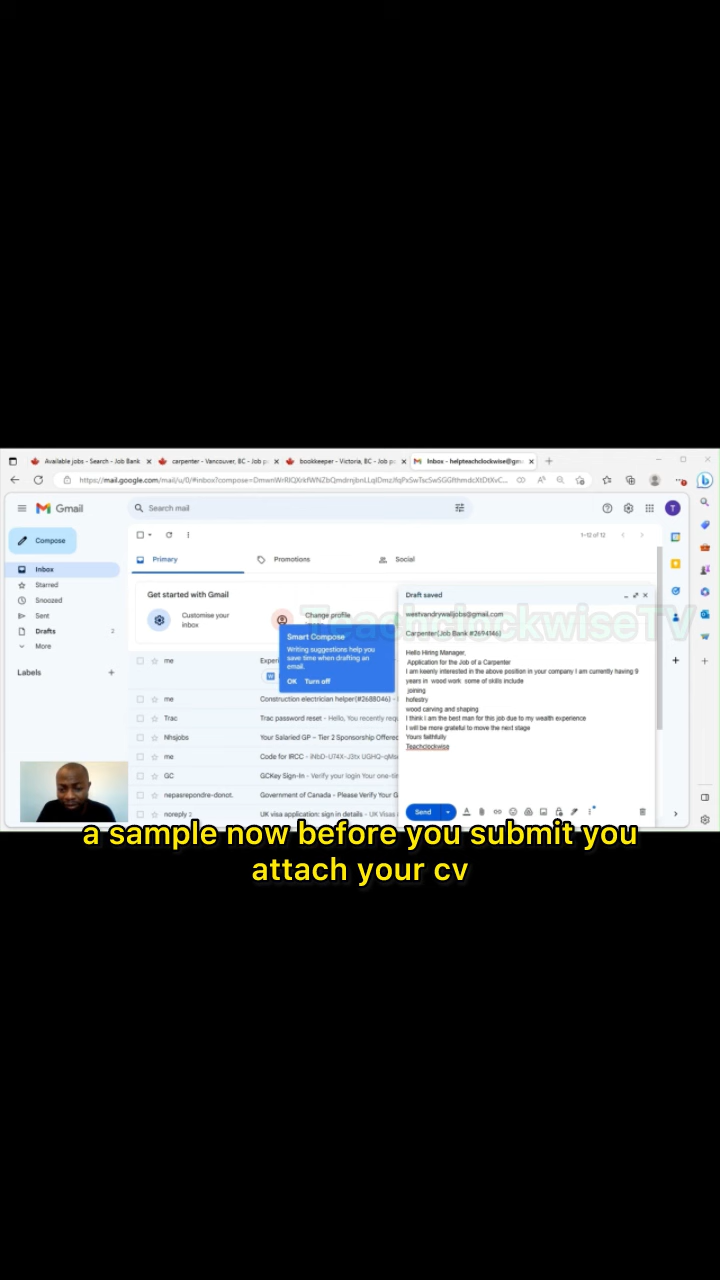 Available jobs - Search - Job Bank
carpenter - Vancouver, BC - Job p
bookkeeper - Victoria, BC - Job p
Inbox - helpteachclockwise@gm
Gmail
Search mail
Compose
1-12 of 12
Inbox
Starred
Snoozed
Sent
Drafts 2
More
Labels
Primary
Promotions
Social
Get started with Gmail
Customise your
inbox
Change profile
TeachclockwiseTV
Smart Compose
Writing suggestions help you
save time when drafting an
email.
OK Turn off
me
Experi
me
Construction electrician helper(#2688046) -
Trac
Trac password reset - Hello, You recently requ
Nhsjobs
Your Salaried GP – Tier 2 Sponsorship Offered
me
Code for IRCC -
GC
GCKey Sign-In - Verify your login Your one-ti
nepasrepondre-donot.
Government of Canada - Please Verify Your G
noreply 2
UK visa application: sign in details - UK Visas
Draft saved
westvandrywalljobs@gmail.com
Carpenter(Job Bank #2694146)
Hello Hiring Manager,
Application for the Job of a Carpenter
I am keenly interested in the above position in your company I am currently having 9
years in wood work some of skills include
joining
hofestry
wood carving and shaping
I think I am the best man for this job due to my wealth experience
I will be more grateful to move the next stage
Yours faithfully
Teachclockwise
Send
a sample now before you submit you
attach your cv